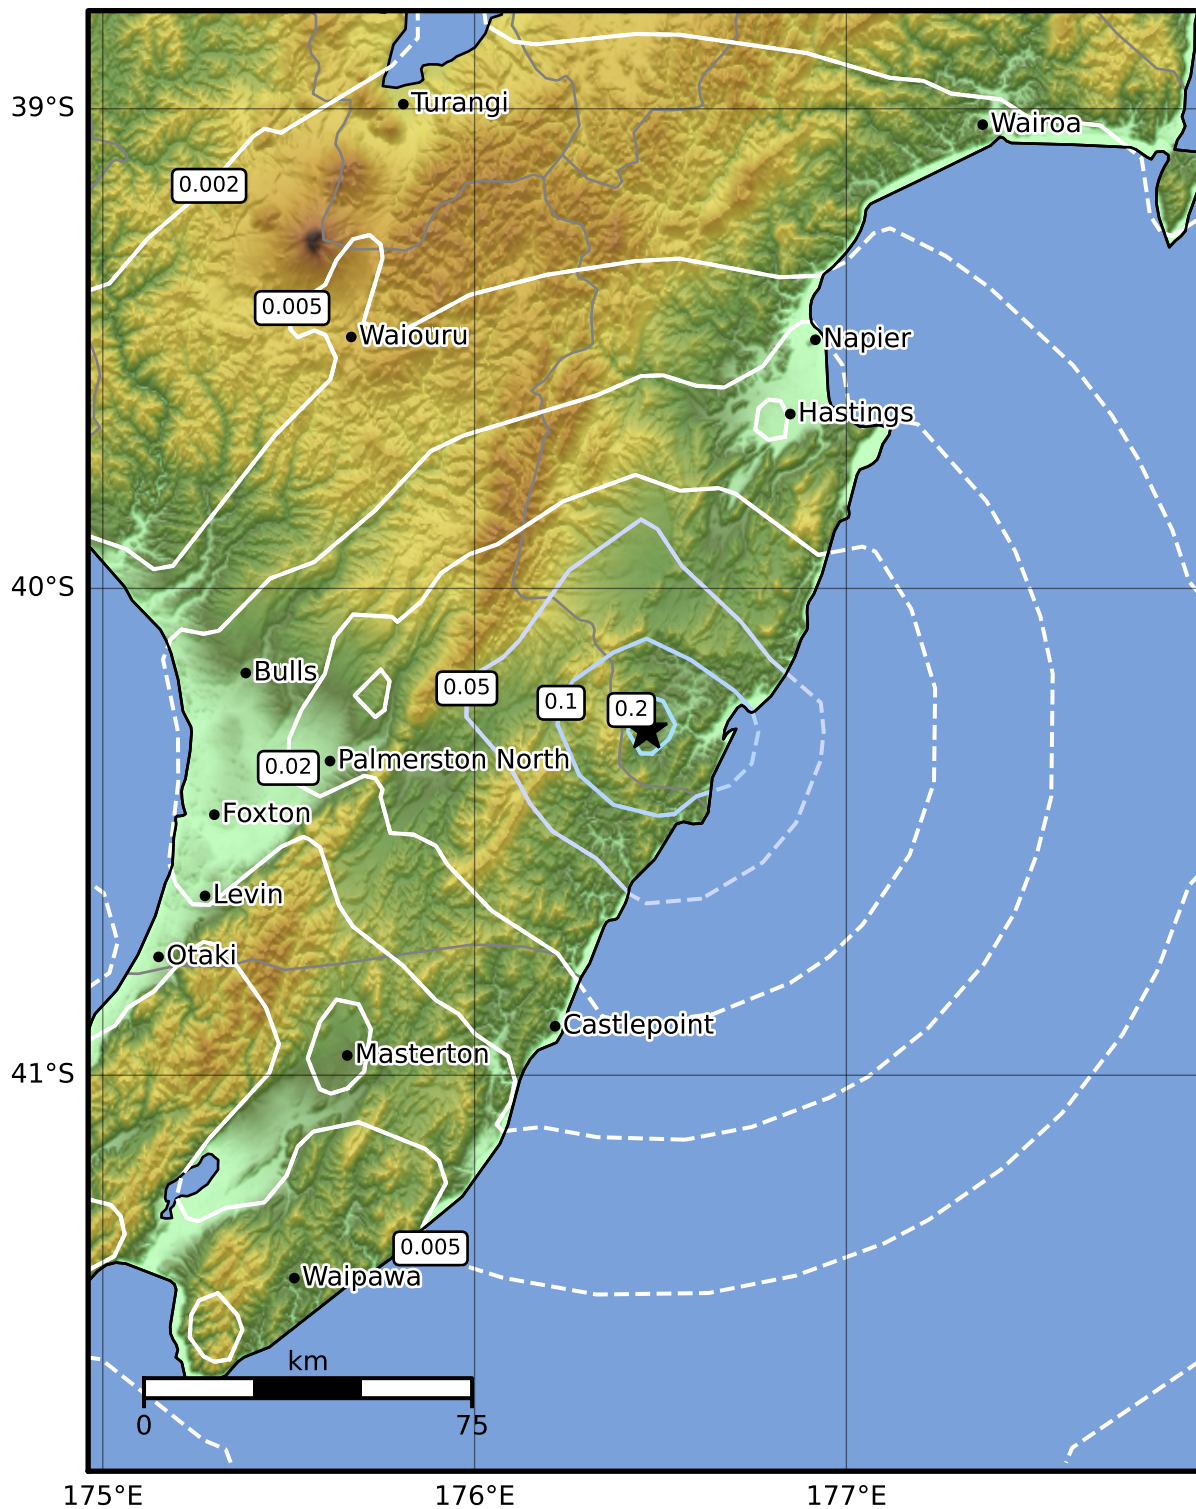 39°S
Turangi
Wairoa
0.002
0.005
Waiouru
Napier
Hastings
40°S
Bulls
0.05
0.1
0.2
Palmerston North
0.02
Foxton
Levin
Otaki
Castlepoint
Masterton
41°S
0.005
Waipawa
km
0
75
175°E
176°E
177°E